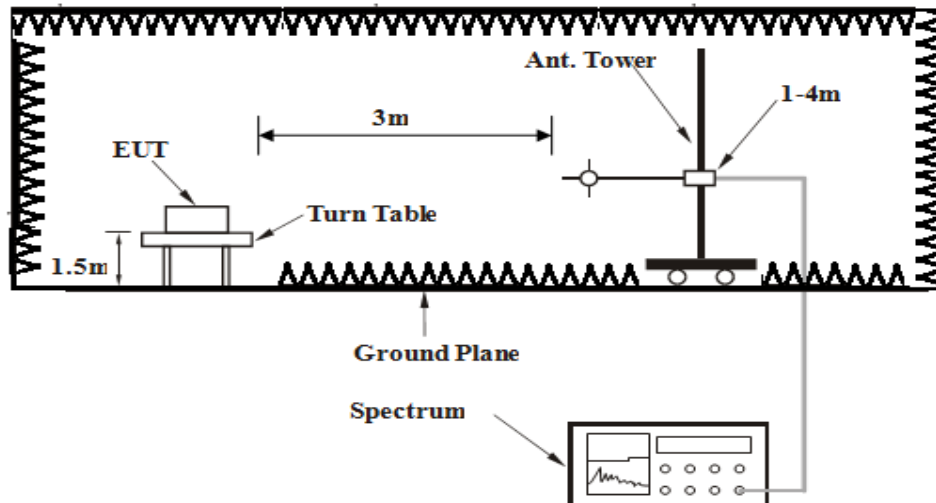 Ant. Tower
1-4m
3m
EUT
Turn Table
1.5m
Ground Plane
Spectrum